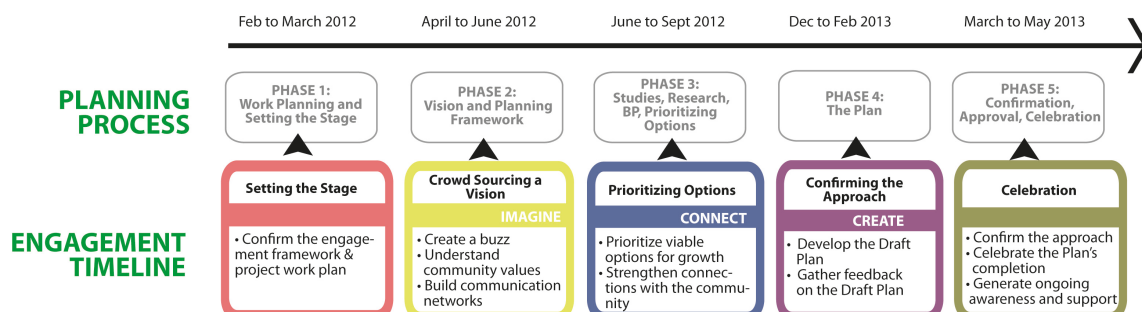 Feb to March 2012
April to June 2012
June to Sept 2012
Dec to Feb 2013
March to May 2013
PLANNING
PROCESS
PHASE 1:
Work Planning and
Setting the Stage
PHASE 2:
Vision and Planning
Framework
PHASE 3:
Studies, Research,
BP, Prioritizing
Options
PHASE 4:
The Plan
PHASE 5:
Confirmation,
Approval, Celebration
ENGAGEMENT
TIMELINE
Setting the Stage
• Confirm the engage-
ment framework &
project work plan
Crowd Sourcing a
Vision
IMAGINE
• Create a buzz
• Understand
community values
• Build communication
networks
Prioritizing Options
CONNECT
• Prioritize viable
options for growth
• Strengthen connec-
tions with the commu-
nity
Confirming the
Approach
CREATE
• Develop the Draft
Plan
• Gather feedback
on the Draft Plan
Celebration
• Confirm the approach
• Celebrate the Plan's
completion
• Generate ongoing
awareness and support